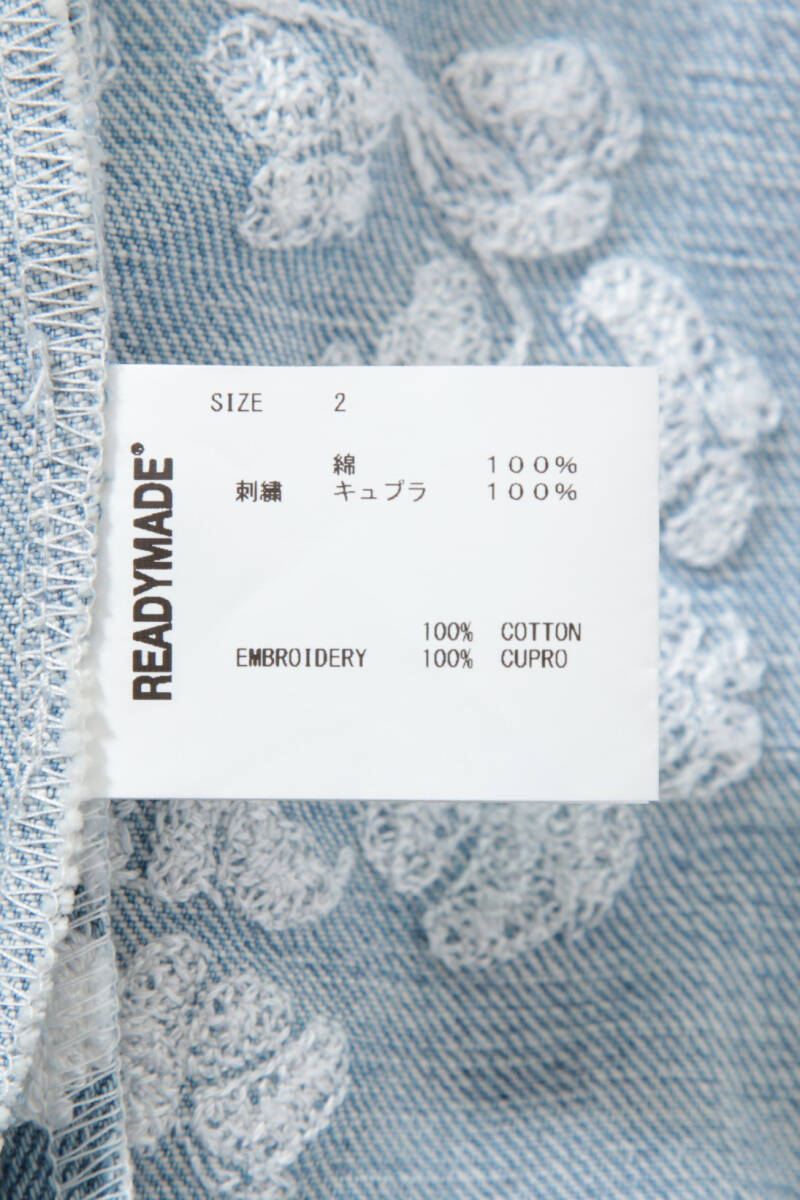 READYMADE®
SIZE 2
綿 １００％
刺繍 キュプラ １００％
100% COTTON
EMBROIDERY 100% CUPRO